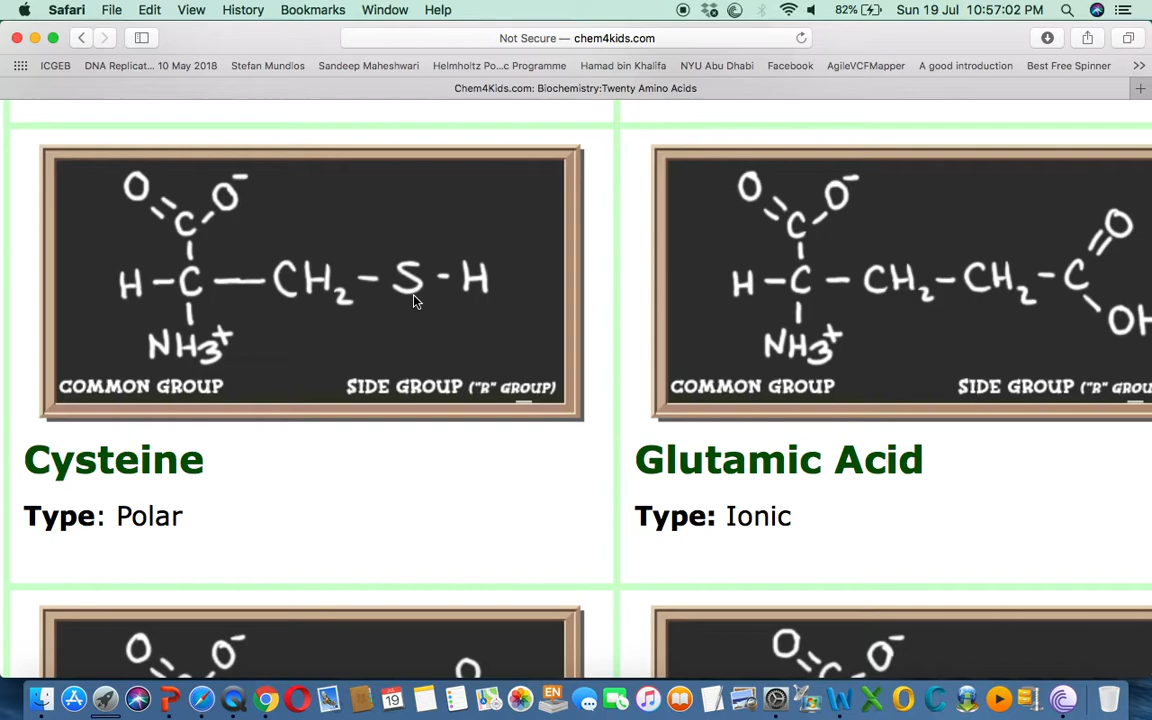 Safari File Edit View History Bookmarks Window Help 82% Sun 19 Jul 10:57:02 PM
Not Secure — chem4kids.com
ICGEB DNA Replicat... 10 May 2018 Stefan Mundlos Sandeep Maheshwari Helmholtz Po...c Programme Hamad bin Khalifa NYU Abu Dhabi Facebook AgileVCFMapper A good introduction Best Free Spinner >>
Chem4Kids.com: Biochemistry:Twenty Amino Acids
O O-
C
H-C—CH2-S-H
NH3+
COMMON GROUP SIDE GROUP ("R" GROUP)
Cysteine
Type: Polar
O O- O
C
H-C-CH2-CH2-C
OH
NH3+
COMMON GROUP SIDE GROUP ("R" GROU
Glutamic Acid
Type: Ionic
O O- O
O O-
C
19
EN